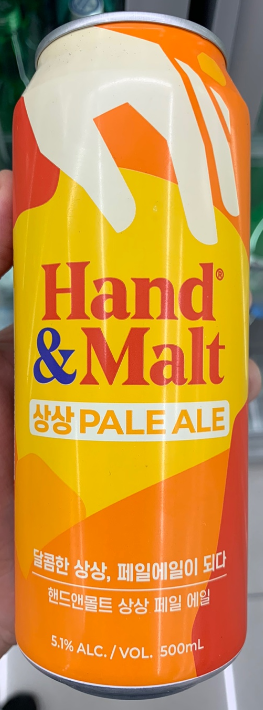 Hand®
&Malt
상상 PALE ALE
달콤한 상상, 페일에일이 되다
핸드앤몰트 상상 페일 에일
5.1% ALC. / VOL. 500mL